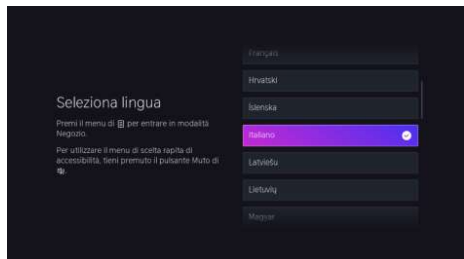 Français
Hrvatski
Íslenska
Seleziona lingua
Premi il menu di per entrare in modalità
Negozio.
Per utilizzare il menu di scelta rapida di
accessibilità, tieni premuto il pulsante Muto di
.
Italiano
Latviešu
Lietuvių
Magyar